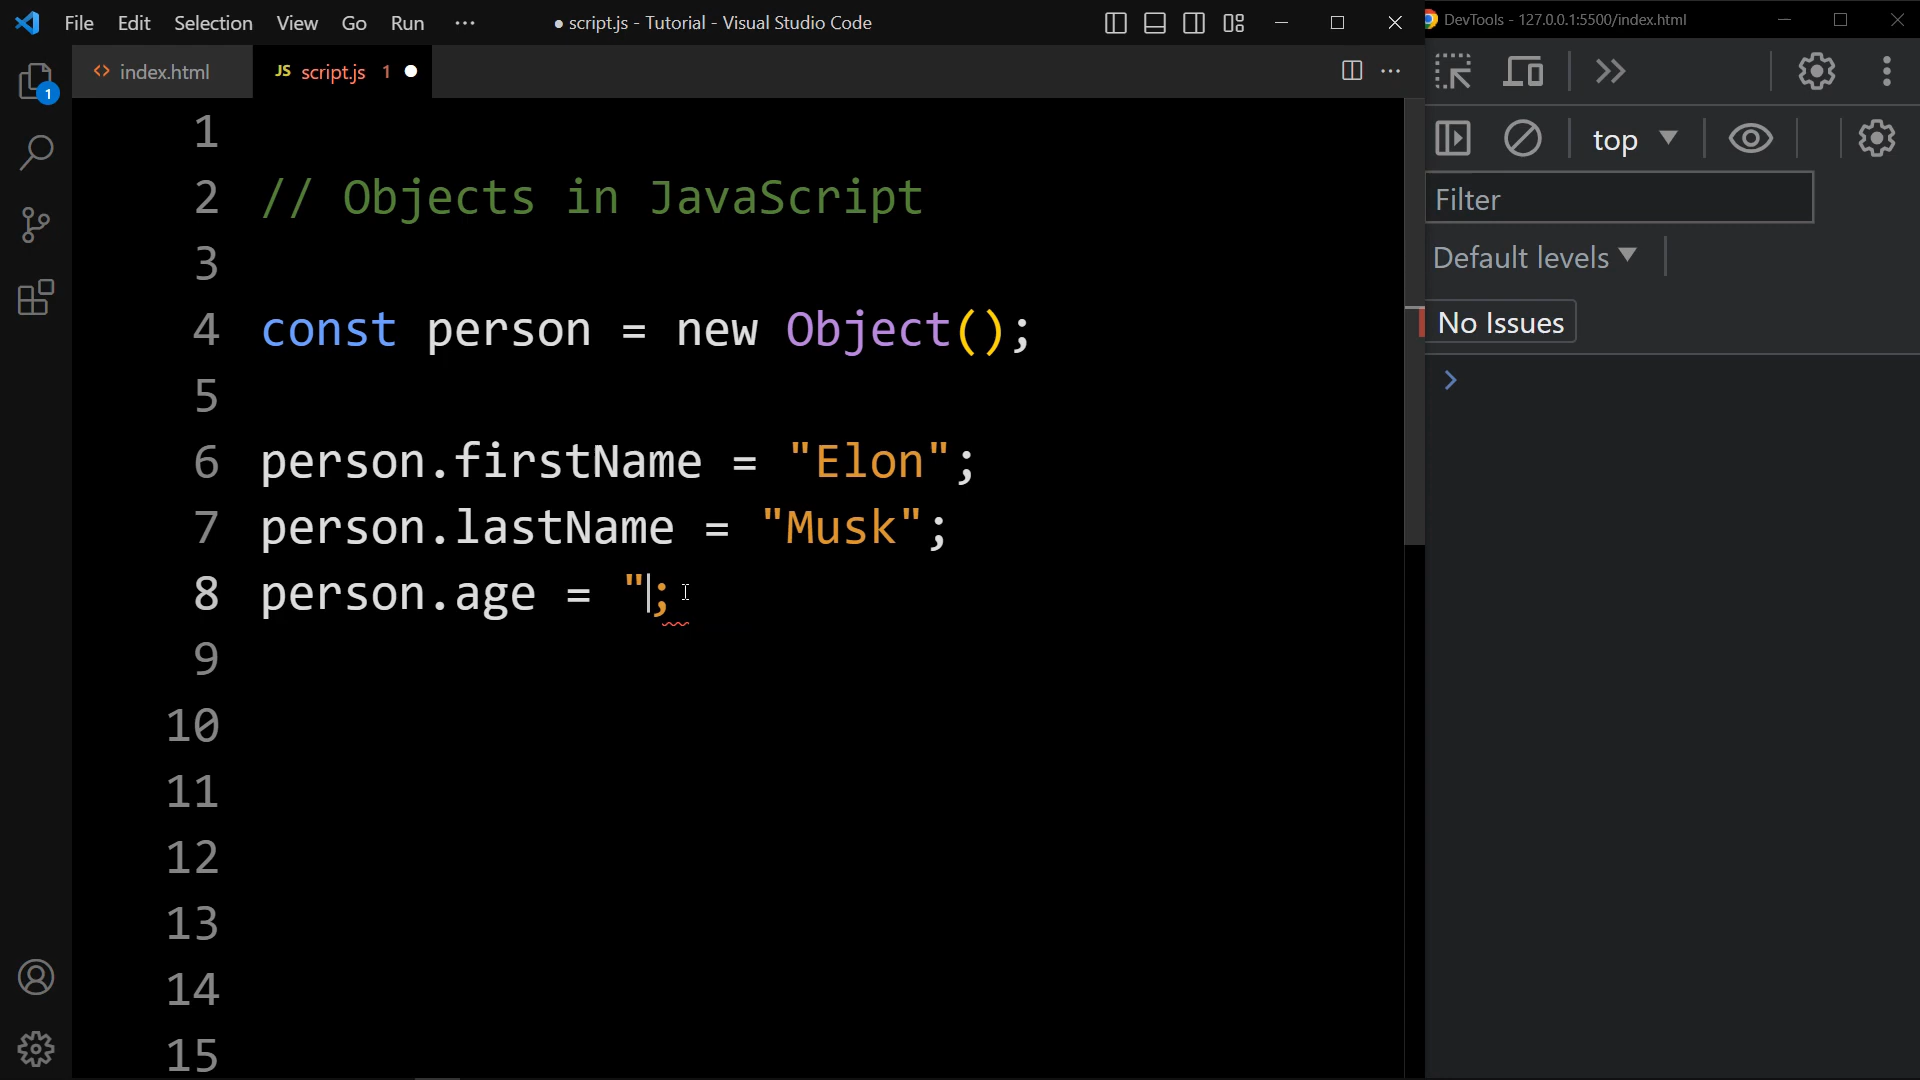 File Edit Selection View Go Run ··· ● script.js - Tutorial - Visual Studio Code
DevTools - 127.0.0.1:5500/index.html
<> index.html JS script.js 1 ●
1
top
Filter
Default levels
No Issues
1
2 // Objects in JavaScript
3
4 const person = new Object();
5
6 person.firstName = "Elon";
7 person.lastName = "Musk";
8 person.age = ";
9
10
11
12
13
14
15